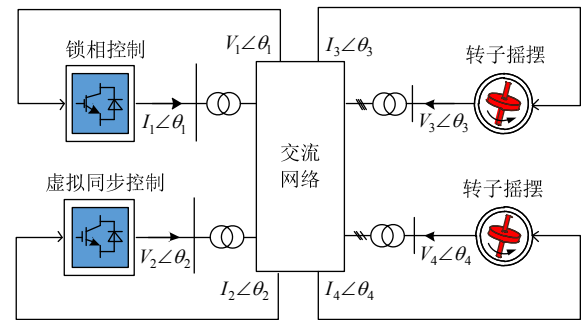 V₁∠θ₁
I₃∠θ₃
锁相控制
转子摇摆
I₁∠θ₁
V₃∠θ₃
交流
网络
虚拟同步控制
转子摇摆
V₂∠θ₂
V₄∠θ₄
I₂∠θ₂
I₄∠θ₄